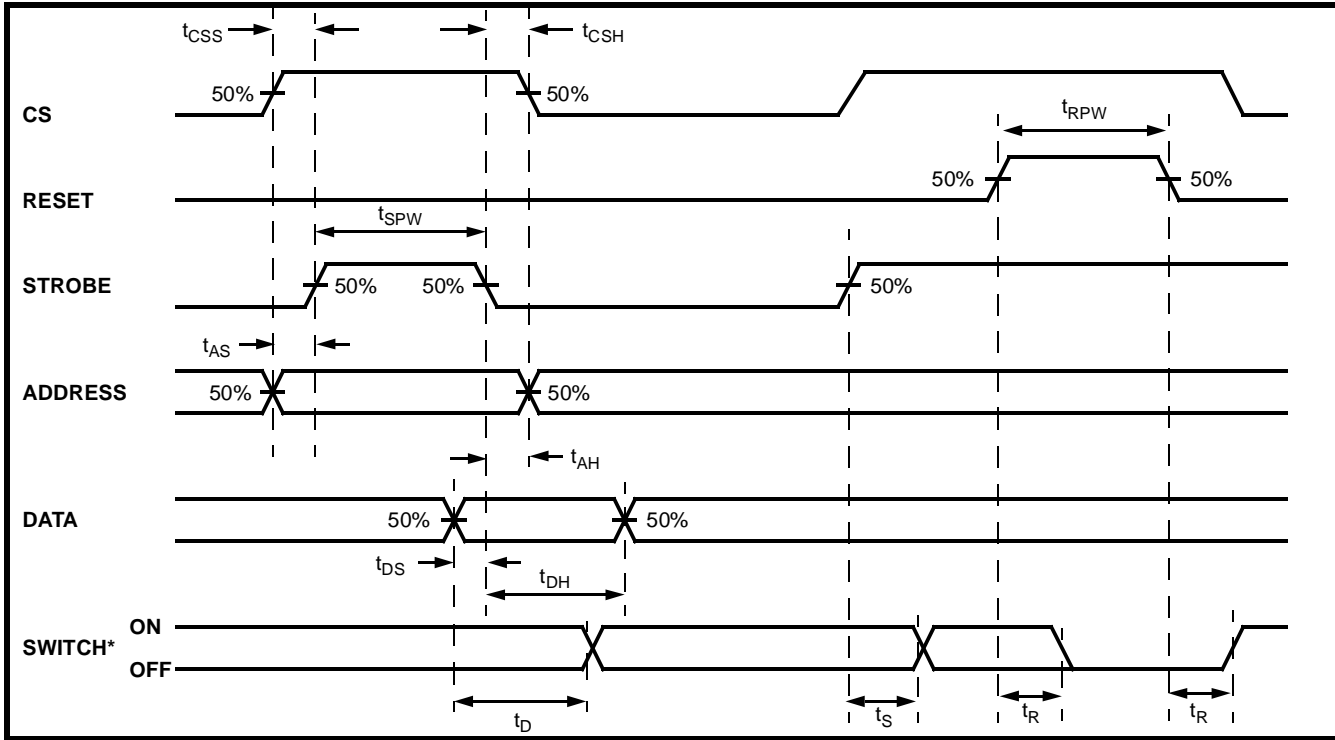 tCSS
tCSH
CS 50% 50%
tRPW
RESET 50% 50%
tSPW
STROBE 50% 50% 50%
tAS
ADDRESS 50% 50%
tAH
DATA 50% 50%
tDS
tDH
SWITCH* ON
OFF
tD
tS
tR
tR